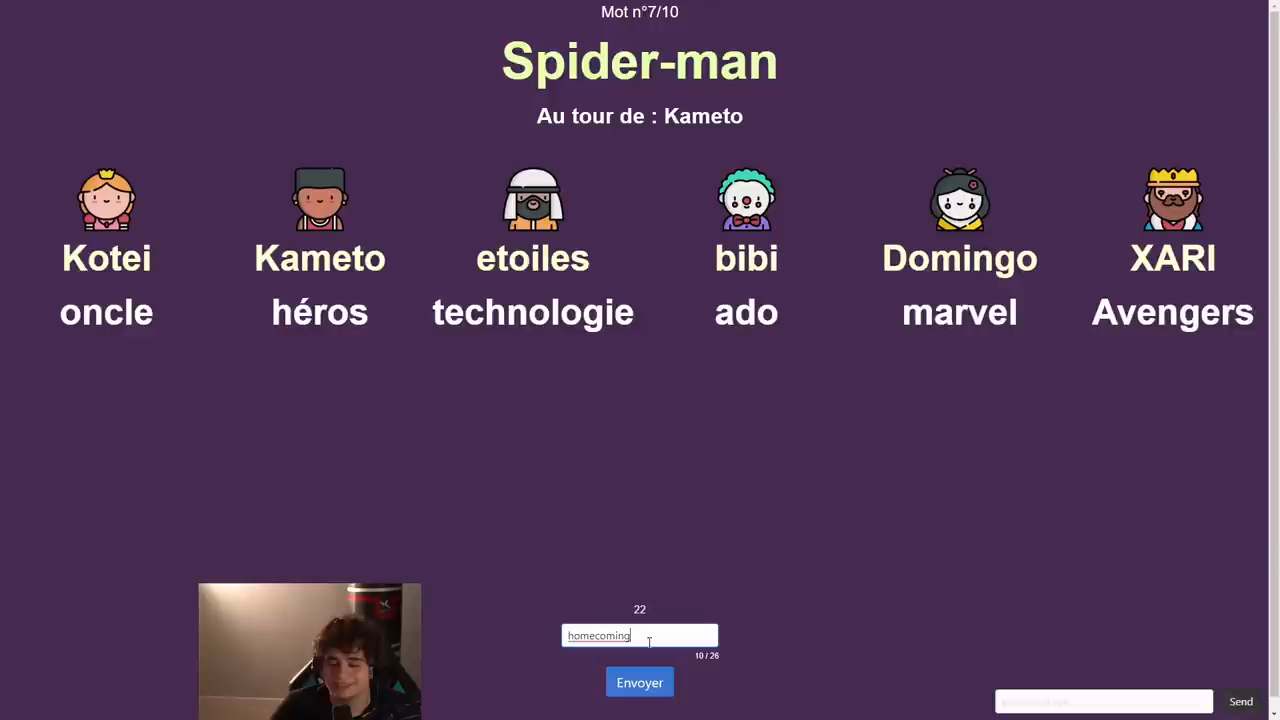 Mot n°7/10
Spider-man
Au tour de : Kameto
Kotei Kameto etoiles bibi Domingo XARI
oncle héros technologie ado marvel Avengers
22
homecoming
10 / 26
Envoyer
Send